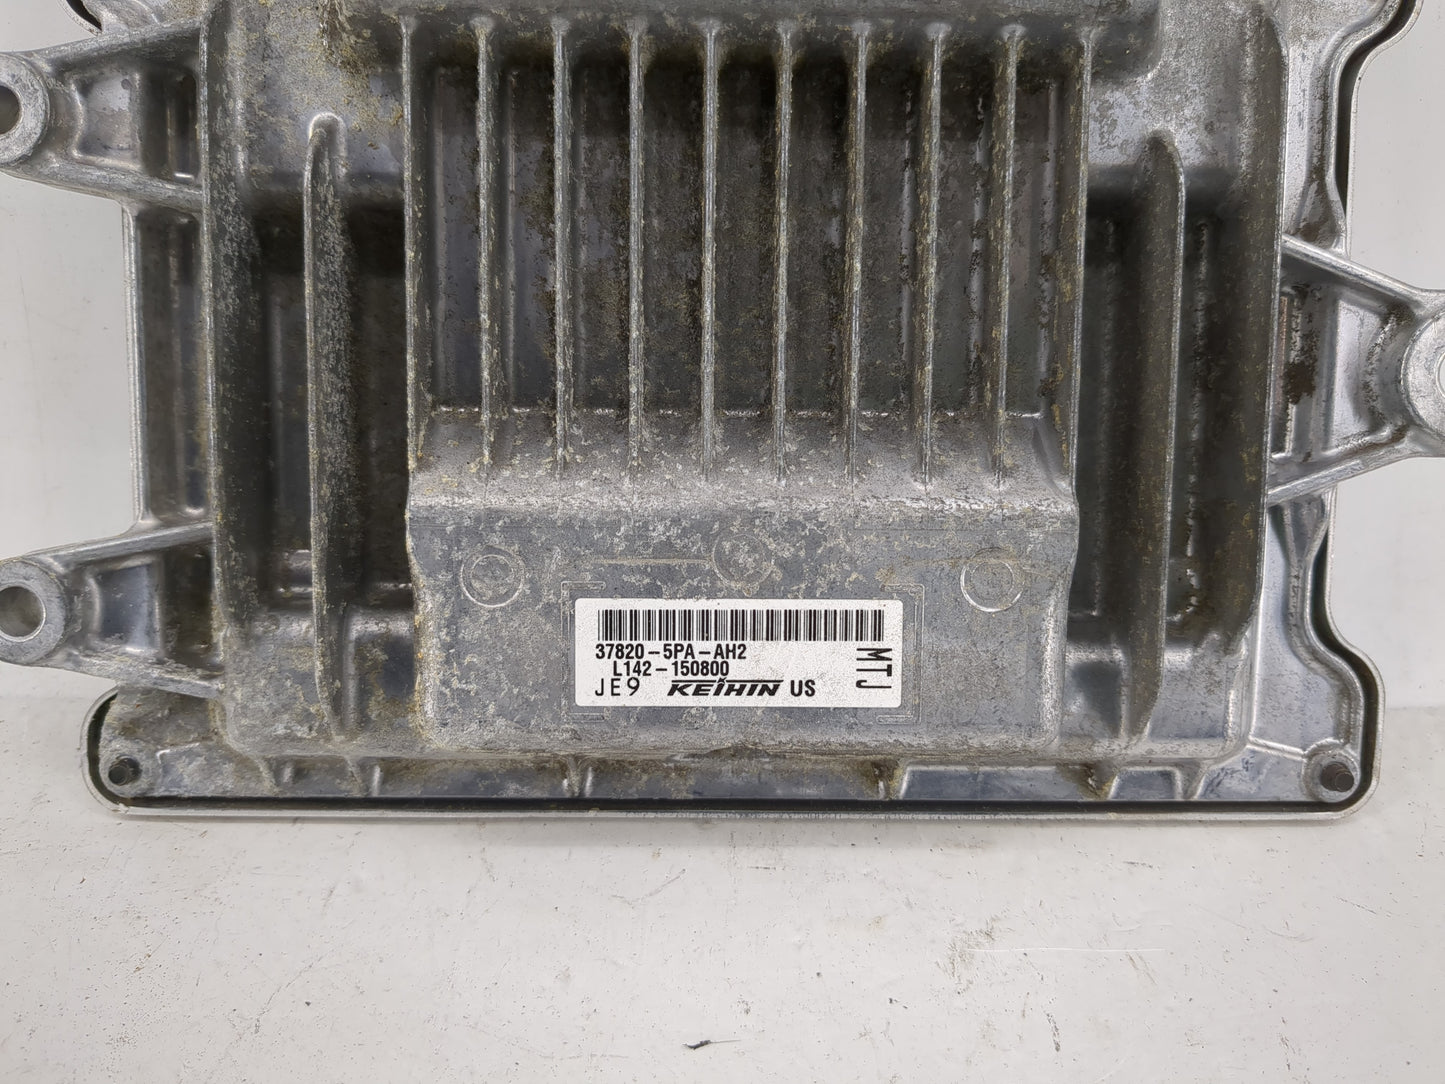 37820-5PA-AH2
L142-150800
JE9 KEIHIN US
MTJ